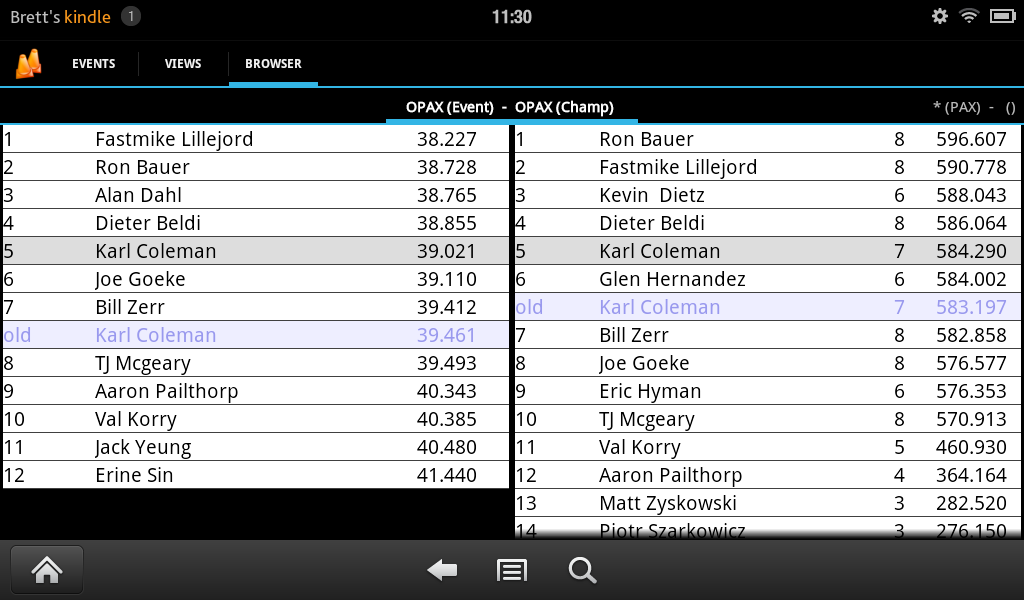 Brett's kindle 1 11:30
EVENTS VIEWS BROWSER
OPAX (Event) - OPAX (Champ) * (PAX) - ()
1 Fastmike Lillejord 38.227
2 Ron Bauer 38.728
3 Alan Dahl 38.765
4 Dieter Beldi 38.855
5 Karl Coleman 39.021
6 Joe Goeke 39.110
7 Bill Zerr 39.412
old Karl Coleman 39.461
8 TJ Mcgeary 39.493
9 Aaron Pailthorp 40.343
10 Val Korry 40.385
11 Jack Yeung 40.480
12 Erine Sin 41.440
1 Ron Bauer 8 596.607
2 Fastmike Lillejord 8 590.778
3 Kevin  Dietz 6 588.043
4 Dieter Beldi 8 586.064
5 Karl Coleman 7 584.290
6 Glen Hernandez 6 584.002
old Karl Coleman 7 583.197
7 Bill Zerr 8 582.858
8 Joe Goeke 8 576.577
9 Eric Hyman 6 576.353
10 TJ Mcgeary 8 570.913
11 Val Korry 5 460.930
12 Aaron Pailthorp 4 364.164
13 Matt Zyskowski 3 282.520
14 Piotr Szarkowicz 3 276.150